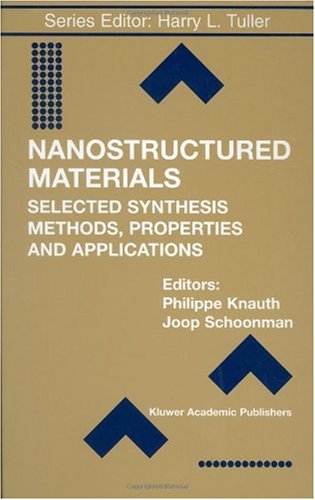 Series Editor: Harry L. Tuller
NANOSTRUCTURED
MATERIALS
SELECTED SYNTHESIS
METHODS, PROPERTIES
AND APPLICATIONS
Editors:
Philippe Knauth
Joop Schoonman
Kluwer Academic Publishers